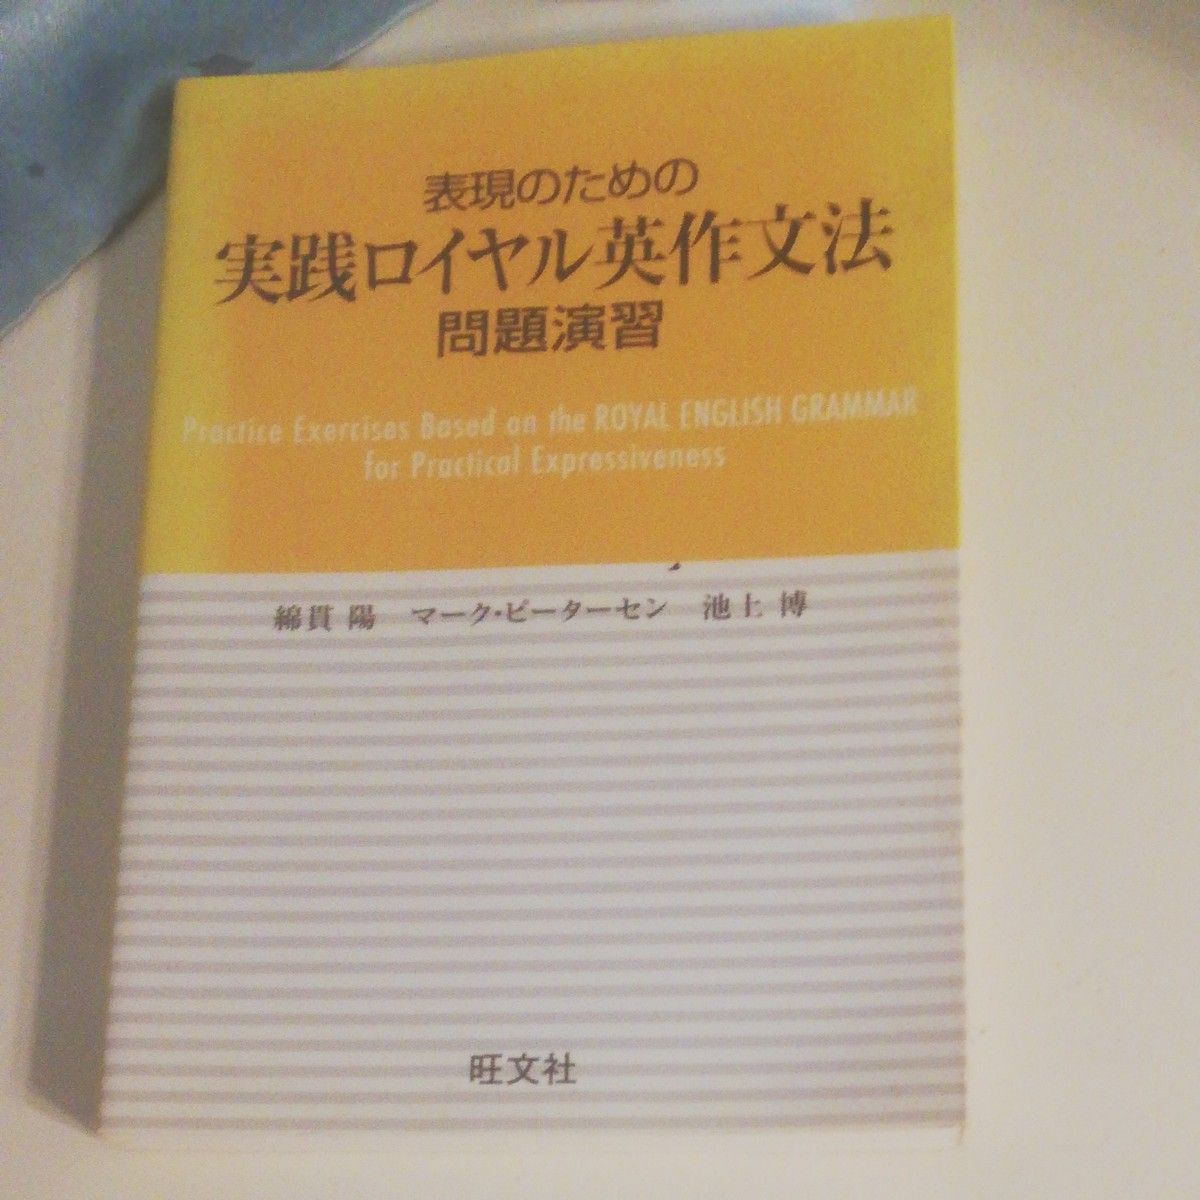 表現のための
実践ロイヤル英作文法
問題演習
Practice Exercises Based on the ROYAL ENGLISH GRAMMAR
for Practical Expressiveness
綿貫 陽 マーク・ピーターセン 池上 博
旺文社